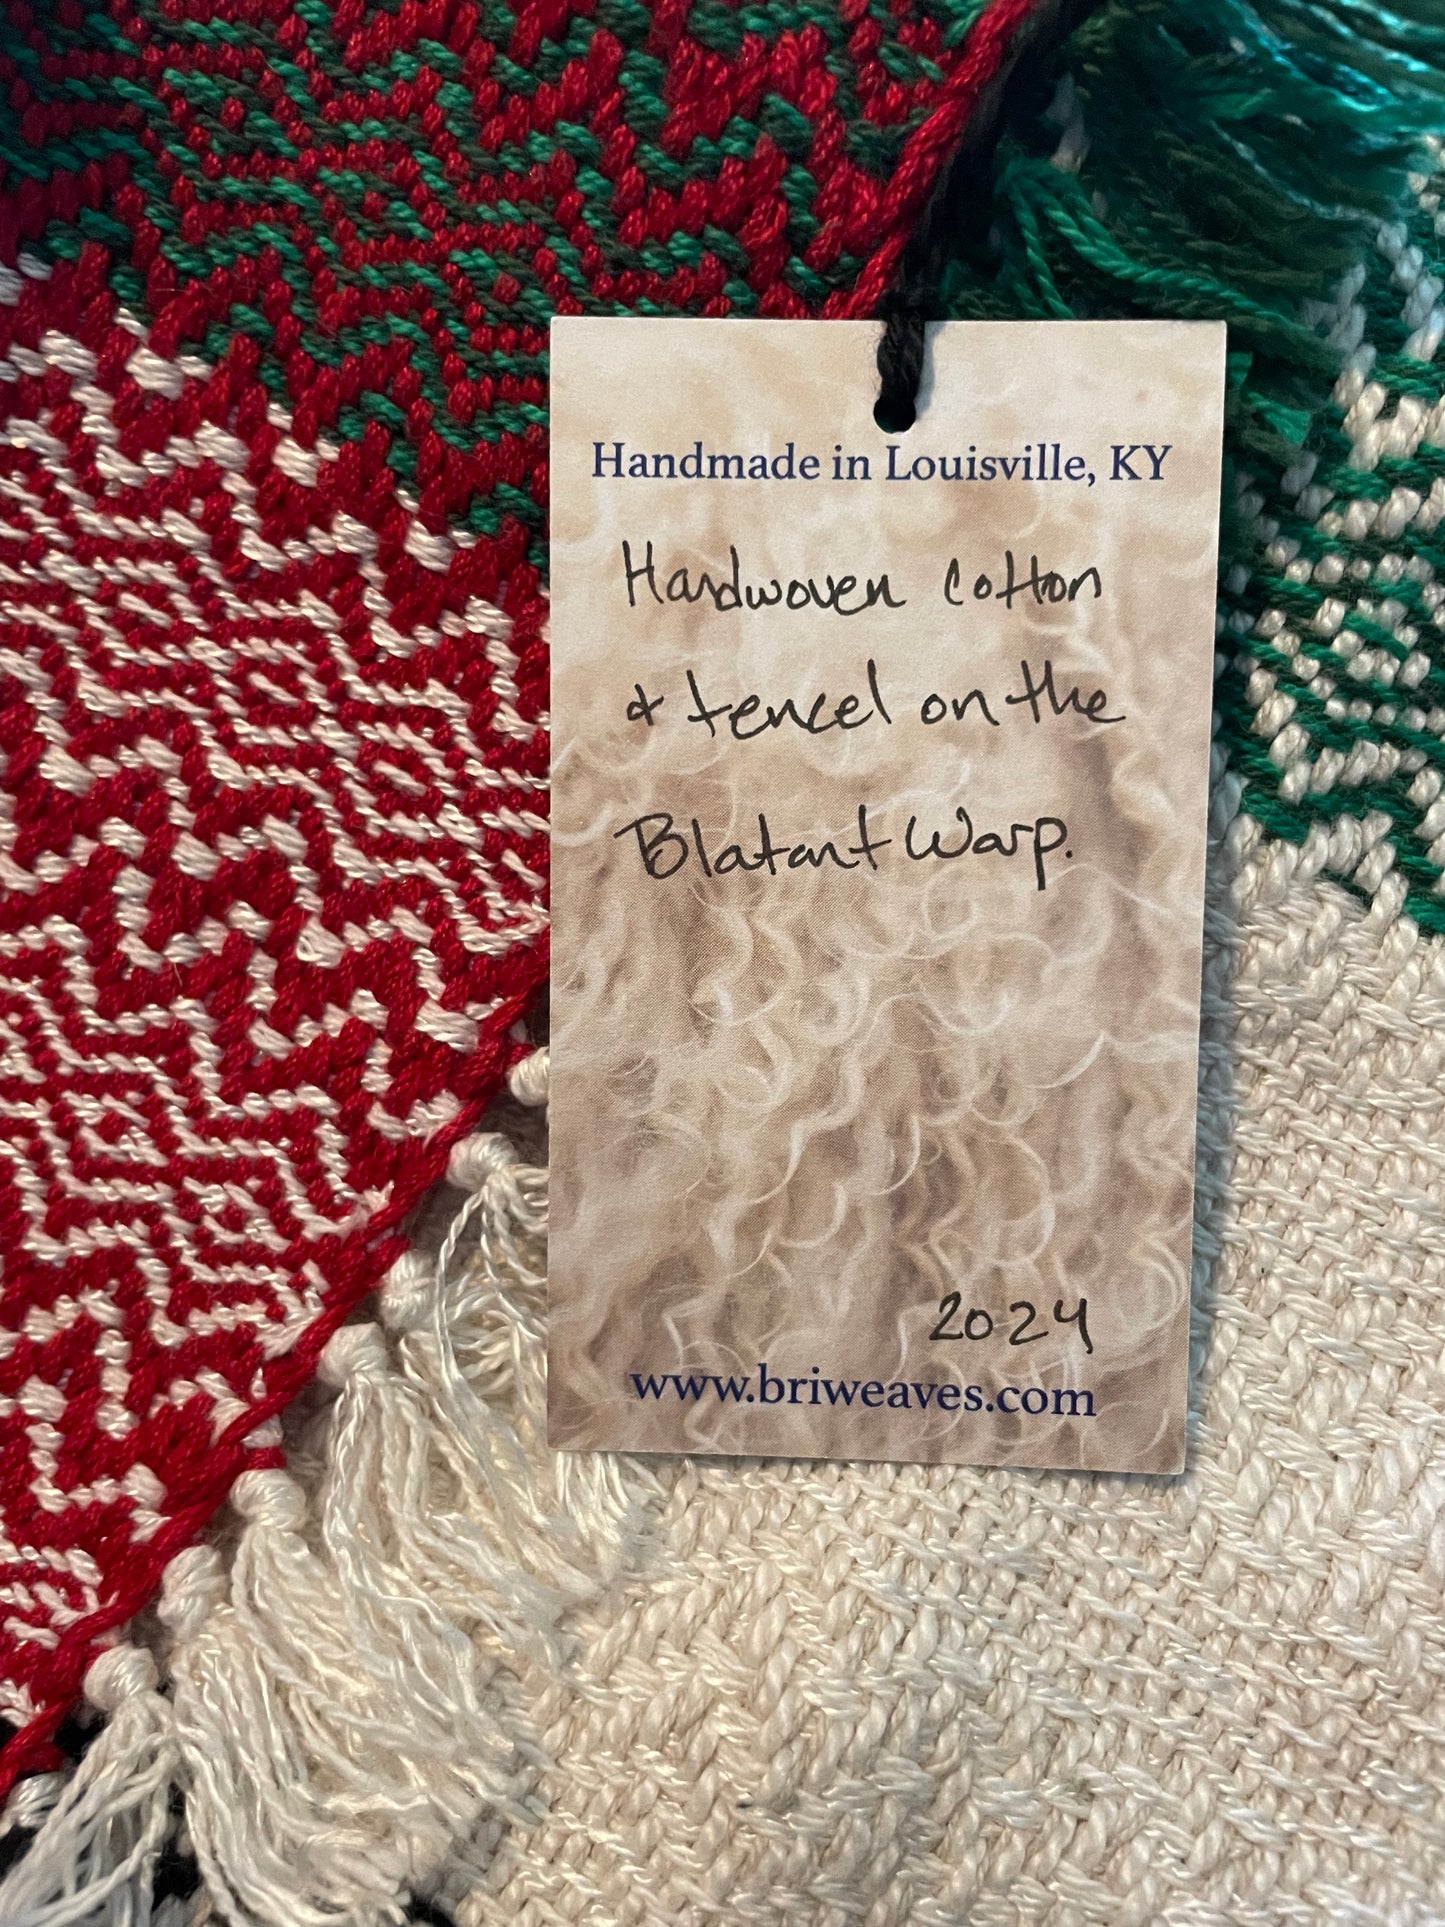 Handmade in Louisville, KY
Handwoven cotton
& tencel on the
Blatant Warp.
2024
www.briweaves.com